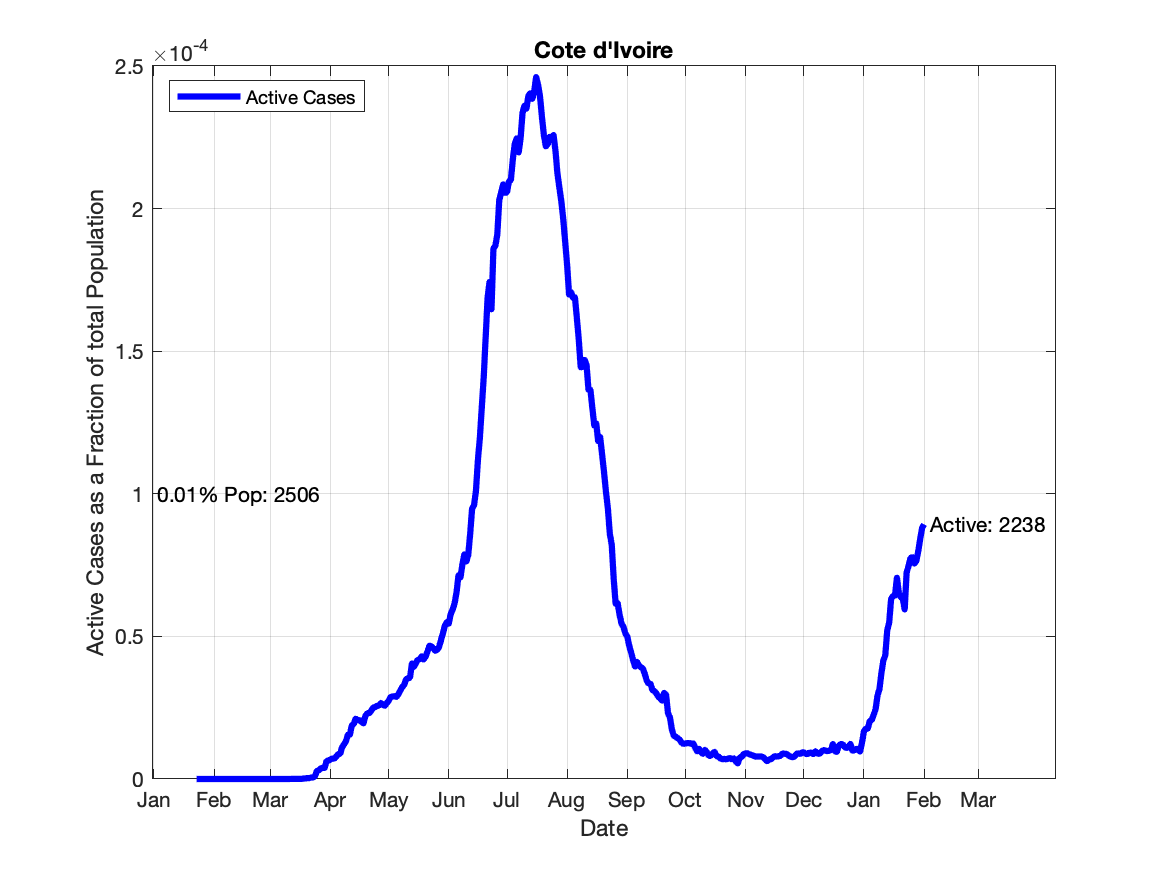 Cote d'Ivoire
×10-4
2.5
2
1.5
1
0.5
0
Active Cases
0.01% Pop: 2506
Active: 2238
Active Cases as a Fraction of total Population
Jan Feb Mar Apr May Jun Jul Aug Sep Oct Nov Dec Jan Feb Mar
Date